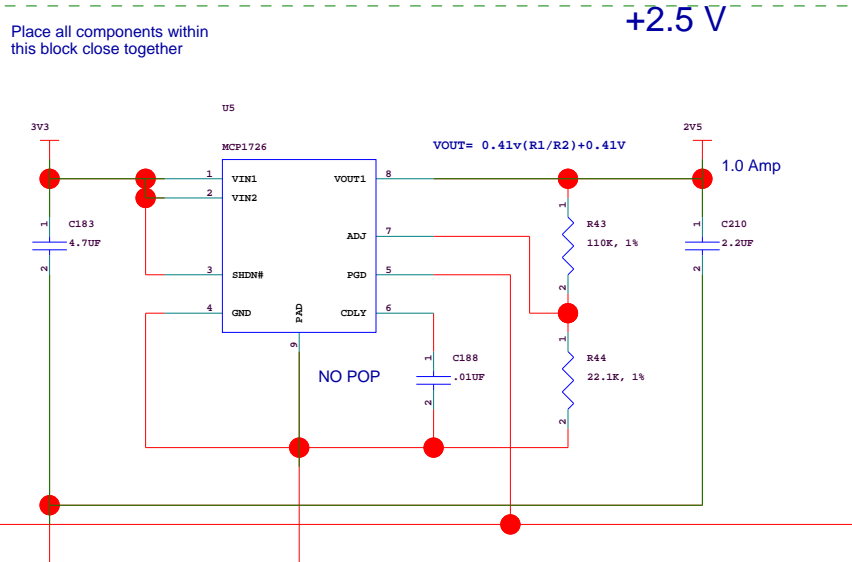 +2.5 V
Place all components within
this block close together
U5
3V3
2V5
MCP1726
VOUT= 0.41v(R1/R2)+0.41V
1.0 Amp
1
VIN1
VOUT1
8
2
VIN2
1
C183
4.7UF
2
ADJ
7
1
R43
110K, 1%
2
1
C210
2.2UF
2
3
SHDN#
PGD
5
4
GND
PAD
CDLY
6
9
NO POP
1
C188
.01UF
2
1
R44
22.1K, 1%
2